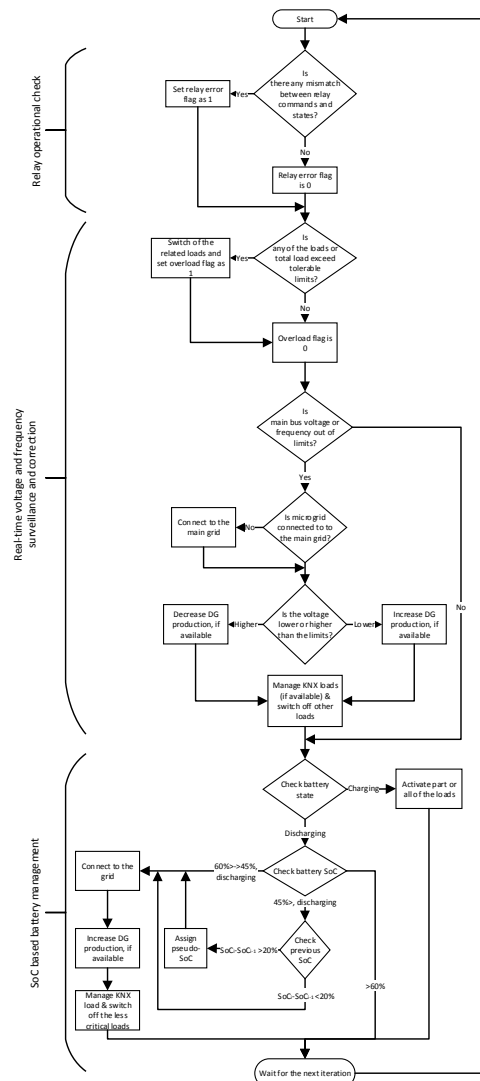 Start
Relay operational check
Is
there any mismatch
between relay
commands and
states?
Yes
Set relay error
flag as 1
No
Relay error flag
is 0
Real-time voltage and frequency
surveillance and correction
Is
any of the loads or
total load exceed
tolerable
limits?
Yes
Switch of the
related loads and
set overload flag as
1
No
Overload flag is
0
Is
main bus voltage or
frequency out of
limits?
Yes
No
Is microgrid
connected to to
the main grid?
No
Connect to the
main grid
Is the voltage
lower or higher
than the limits?
Higher
Decrease DG
production, if
available
Lower
Increase DG
production, if
available
Manage KNX loads
(if available) &
switch off other
loads
SoC based battery management
Check battery
state
Charging
Activate part or
all of the loads
Discharging
Check battery SoC
60%>->45%,
discharging
Connect to the
grid
45%>, discharging
>60%
Check
previous
SoC
SoCᵢ-SoCᵢ₋₁ >20%
Assign
pseudo-
SoC
SoCᵢ-SoCᵢ₋₁ <20%
Increase DG
production, if
available
Manage KNX
load & switch
off the less
critical loads
Wait for the next iteration